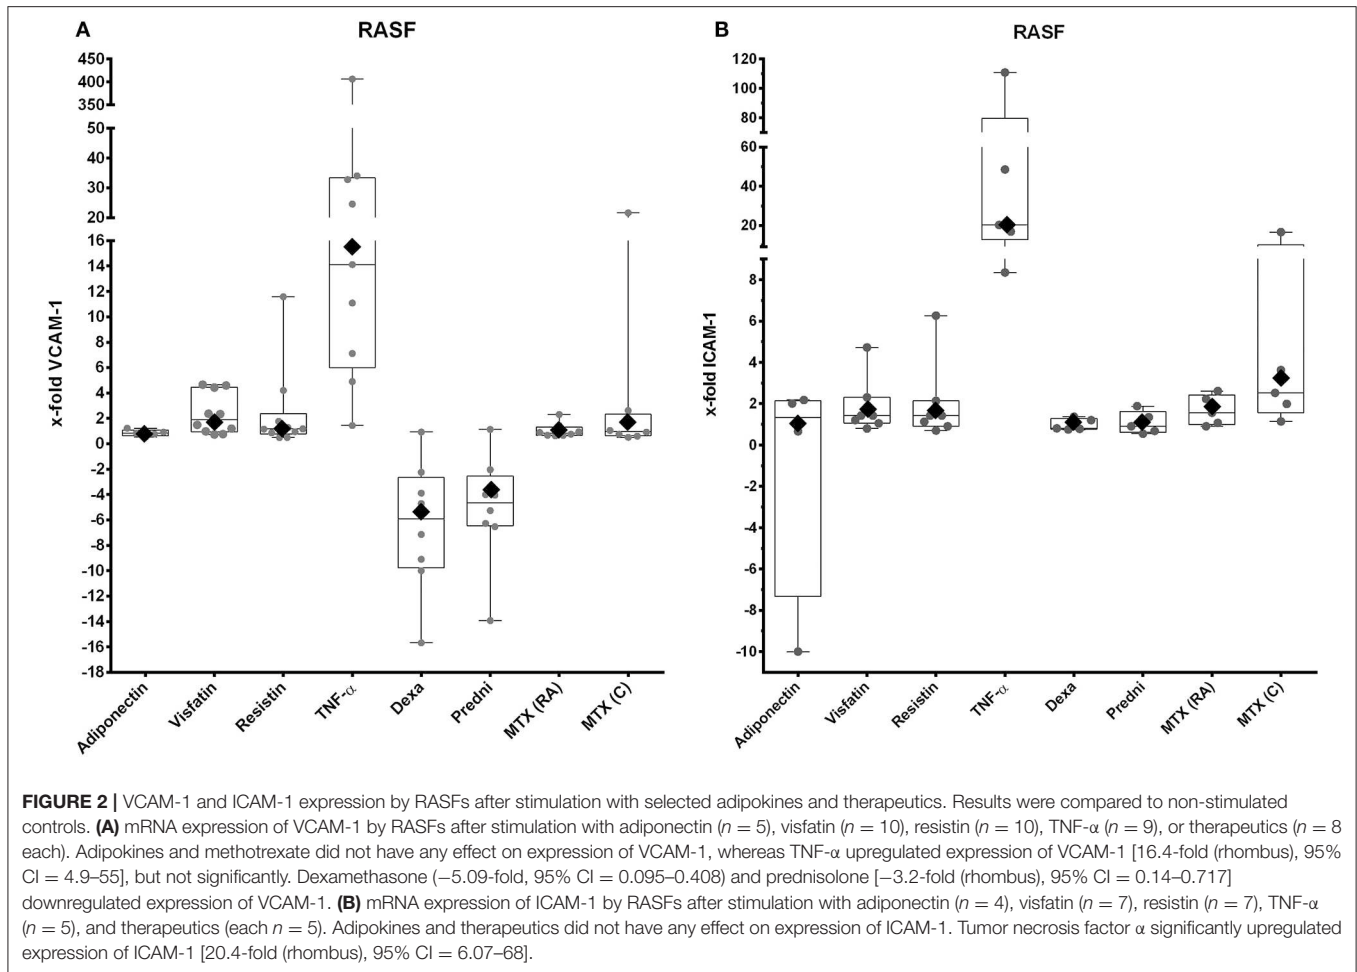 A
RASF
450
400
350
50
40
30
20
16
14
12
10
8
6
4
2
0
-2
-4
-6
-8
-10
-12
-14
-16
-18
x-fold VCAM-1
Adiponectin
Visfatin
Resistin
TNF-α
Dexa
Predni
MTX (RA)
MTX (C)
B
RASF
120
100
80
60
40
20
8
6
4
2
0
-2
-4
-6
-8
-10
x-fold ICAM-1
Adiponectin
Visfatin
Resistin
TNF-α
Dexa
Predni
MTX (RA)
MTX (C)
FIGURE 2 | VCAM-1 and ICAM-1 expression by RASFs after stimulation with selected adipokines and therapeutics. Results were compared to non-stimulated
controls. (A) mRNA expression of VCAM-1 by RASFs after stimulation with adiponectin (n = 5), visfatin (n = 10), resistin (n = 10), TNF-α (n = 9), or therapeutics (n = 8
each). Adipokines and methotrexate did not have any effect on expression of VCAM-1, whereas TNF-α upregulated expression of VCAM-1 [16.4-fold (rhombus), 95%
CI = 4.9–55], but not significantly. Dexamethasone (−5.09-fold, 95% CI = 0.095–0.408) and prednisolone [−3.2-fold (rhombus), 95% CI = 0.14–0.717]
downregulated expression of VCAM-1. (B) mRNA expression of ICAM-1 by RASFs after stimulation with adiponectin (n = 4), visfatin (n = 7), resistin (n = 7), TNF-α
(n = 5), and therapeutics (each n = 5). Adipokines and therapeutics did not have any effect on expression of ICAM-1. Tumor necrosis factor α significantly upregulated
expression of ICAM-1 [20.4-fold (rhombus), 95% CI = 6.07–68].